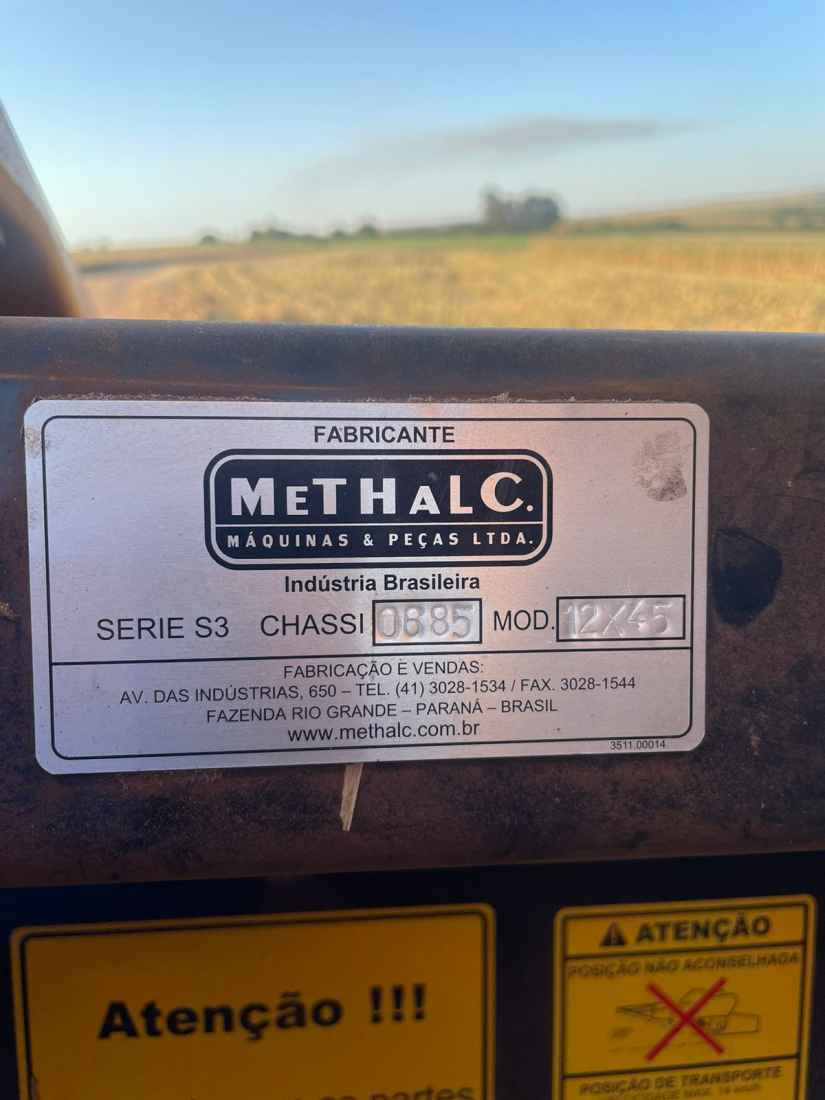 FABRICANTE
METHALC.
MÁQUINAS & PEÇAS LTDA.
Indústria Brasileira
SERIE S3 CHASSI 0685 MOD. 12X45
FABRICAÇÃO E VENDAS:
AV. DAS INDÚSTRIAS, 650 – TEL. (41) 3028-1534 / FAX. 3028-1544
FAZENDA RIO GRANDE – PARANÁ – BRASIL
www.methalc.com.br
3511.00014
Atenção !!!
partes
ATENÇÃO
POSIÇÃO NÃO ACONSELHADA
POSIÇÃO DE TRANSPORTE